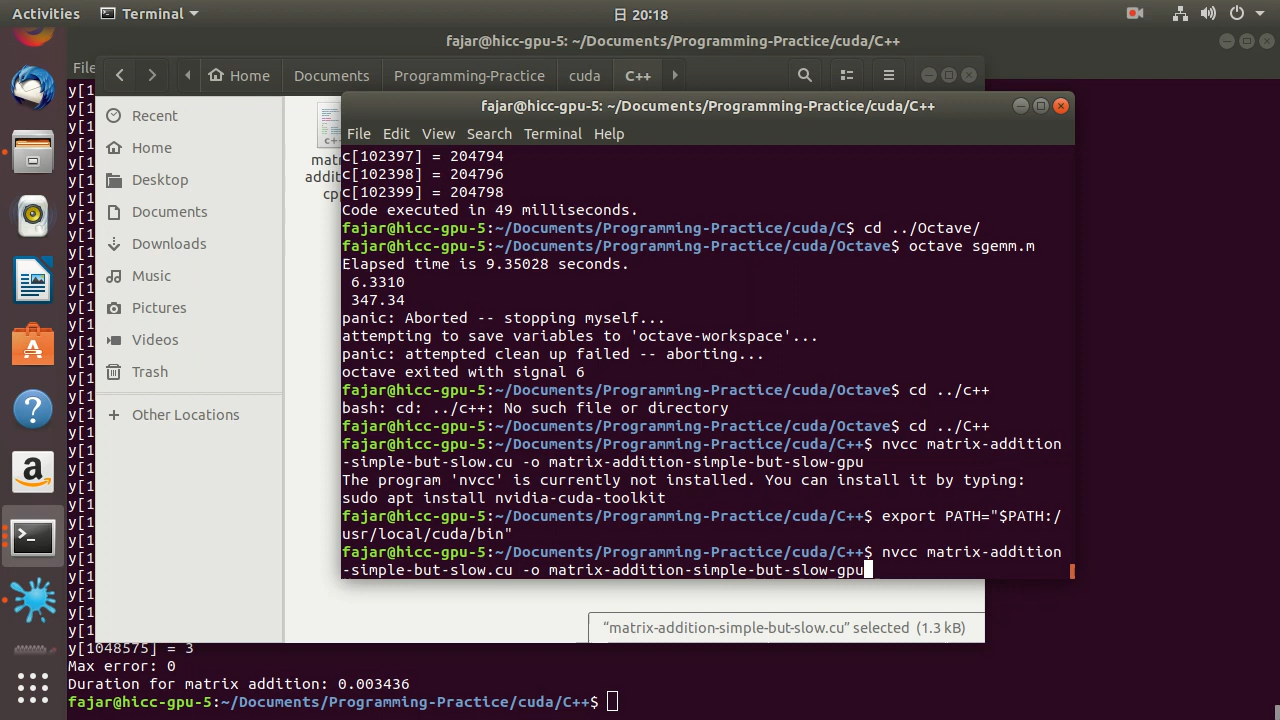 Activities
Terminal
日 20:18
fajar@hicc-gpu-5: ~/Documents/Programming-Practice/cuda/C++
File
Home
Documents
Programming-Practice
cuda
C++
Recent
Home
Desktop
Documents
Downloads
Music
Pictures
Videos
Trash
Other Locations
fajar@hicc-gpu-5: ~/Documents/Programming-Practice/cuda/C++
File Edit View Search Terminal Help
c[102397] = 204794
c[102398] = 204796
c[102399] = 204798
Code executed in 49 milliseconds.
fajar@hicc-gpu-5:~/Documents/Programming-Practice/cuda/C$ cd ../Octave/
fajar@hicc-gpu-5:~/Documents/Programming-Practice/cuda/Octave$ octave sgemm.m
Elapsed time is 9.35028 seconds.
6.3310
347.34
panic: Aborted -- stopping myself...
attempting to save variables to 'octave-workspace'...
panic: attempted clean up failed -- aborting...
octave exited with signal 6
fajar@hicc-gpu-5:~/Documents/Programming-Practice/cuda/Octave$ cd ../c++
bash: cd: ../c++: No such file or directory
fajar@hicc-gpu-5:~/Documents/Programming-Practice/cuda/Octave$ cd ../C++
fajar@hicc-gpu-5:~/Documents/Programming-Practice/cuda/C++$ nvcc matrix-addition
-simple-but-slow.cu -o matrix-addition-simple-but-slow-gpu
The program 'nvcc' is currently not installed. You can install it by typing:
sudo apt install nvidia-cuda-toolkit
fajar@hicc-gpu-5:~/Documents/Programming-Practice/cuda/C++$ export PATH="$PATH:/
usr/local/cuda/bin"
fajar@hicc-gpu-5:~/Documents/Programming-Practice/cuda/C++$ nvcc matrix-addition
-simple-but-slow.cu -o matrix-addition-simple-but-slow-gpu
“matrix-addition-simple-but-slow.cu” selected (1.3 kB)
y[1048575] = 3
Max error: 0
Duration for matrix addition: 0.003436
fajar@hicc-gpu-5:~/Documents/Programming-Practice/cuda/C++$